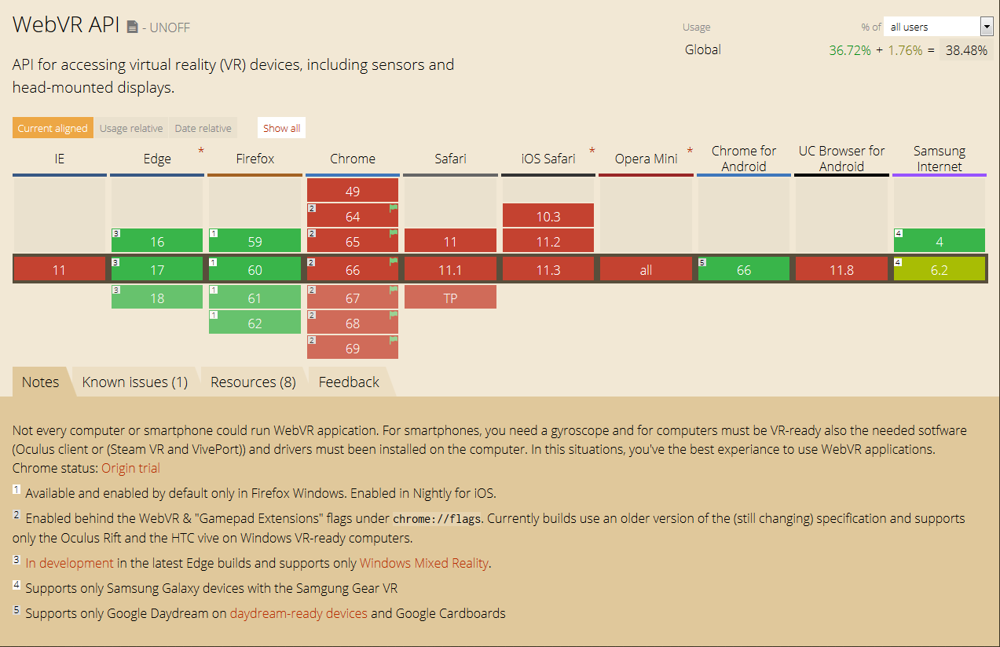 WebVR API - UNOFF
Usage % of all users
Global 36.72% + 1.76% = 38.48%
API for accessing virtual reality (VR) devices, including sensors and
head-mounted displays.
Current aligned Usage relative Date relative Show all
IE Edge * Firefox Chrome Safari iOS Safari * Opera Mini * Chrome for Android UC Browser for Android Samsung Internet
49
2 64 10.3
3 16 1 59 2 65 11 11.2 4 4
11 3 17 1 60 2 66 11.1 11.3 all 5 66 11.8 4 6.2
3 18 1 61 2 67 TP
1 62 2 68
2 69
Notes Known issues (1) Resources (8) Feedback
Not every computer or smartphone could run WebVR appication. For smartphones, you need a gyroscope and for computers must be VR-ready also the needed sotfware
(Oculus client or (Steam VR and VivePort)) and drivers must been installed on the computer. In this situations, you've the best experiance to use WebVR applications.
Chrome status: Origin trial
1 Available and enabled by default only in Firefox Windows. Enabled in Nightly for iOS.
2 Enabled behind the WebVR & "Gamepad Extensions" flags under chrome://flags. Currently builds use an older version of the (still changing) specification and supports
only the Oculus Rift and the HTC vive on Windows VR-ready computers.
3 In development in the latest Edge builds and supports only Windows Mixed Reality.
4 Supports only Samsung Galaxy devices with the Samgung Gear VR
5 Supports only Google Daydream on daydream-ready devices and Google Cardboards